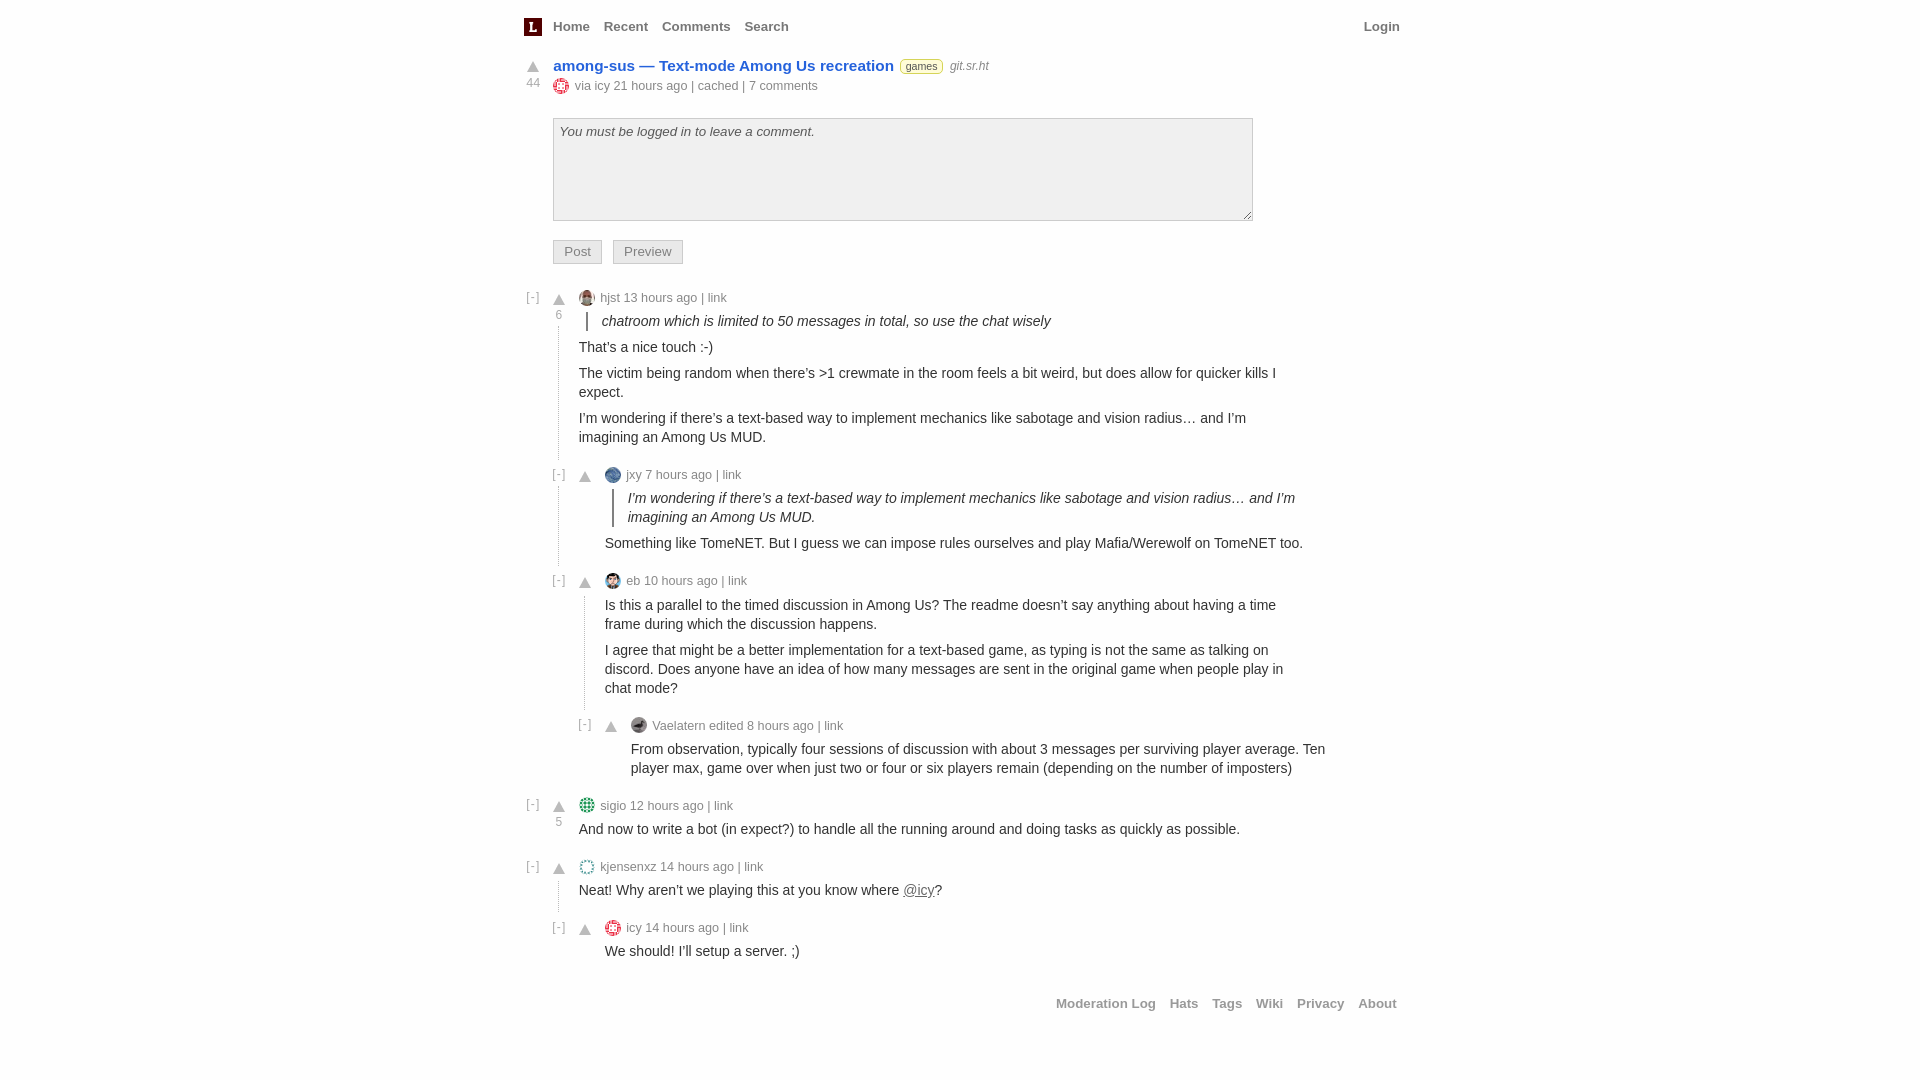 L Home Recent Comments Search Login
among-sus — Text-mode Among Us recreation games git.sr.ht
44 via icy 21 hours ago | cached | 7 comments
You must be logged in to leave a comment.
Post Preview
[-] hjst 13 hours ago | link
6
chatroom which is limited to 50 messages in total, so use the chat wisely
That’s a nice touch :-)
The victim being random when there’s >1 crewmate in the room feels a bit weird, but does allow for quicker kills I
expect.
I’m wondering if there’s a text-based way to implement mechanics like sabotage and vision radius… and I’m
imagining an Among Us MUD.
[-] jxy 7 hours ago | link
I’m wondering if there’s a text-based way to implement mechanics like sabotage and vision radius… and I’m
imagining an Among Us MUD.
Something like TomeNET. But I guess we can impose rules ourselves and play Mafia/Werewolf on TomeNET too.
[-] eb 10 hours ago | link
Is this a parallel to the timed discussion in Among Us? The readme doesn’t say anything about having a time
frame during which the discussion happens.
I agree that might be a better implementation for a text-based game, as typing is not the same as talking on
discord. Does anyone have an idea of how many messages are sent in the original game when people play in
chat mode?
[-] Vaelatern edited 8 hours ago | link
From observation, typically four sessions of discussion with about 3 messages per surviving player average. Ten
player max, game over when just two or four or six players remain (depending on the number of imposters)
[-] sigio 12 hours ago | link
5
And now to write a bot (in expect?) to handle all the running around and doing tasks as quickly as possible.
[-] kjensenxz 14 hours ago | link
Neat! Why aren’t we playing this at you know where @icy?
[-] icy 14 hours ago | link
We should! I’ll setup a server. ;)
Moderation Log Hats Tags Wiki Privacy About